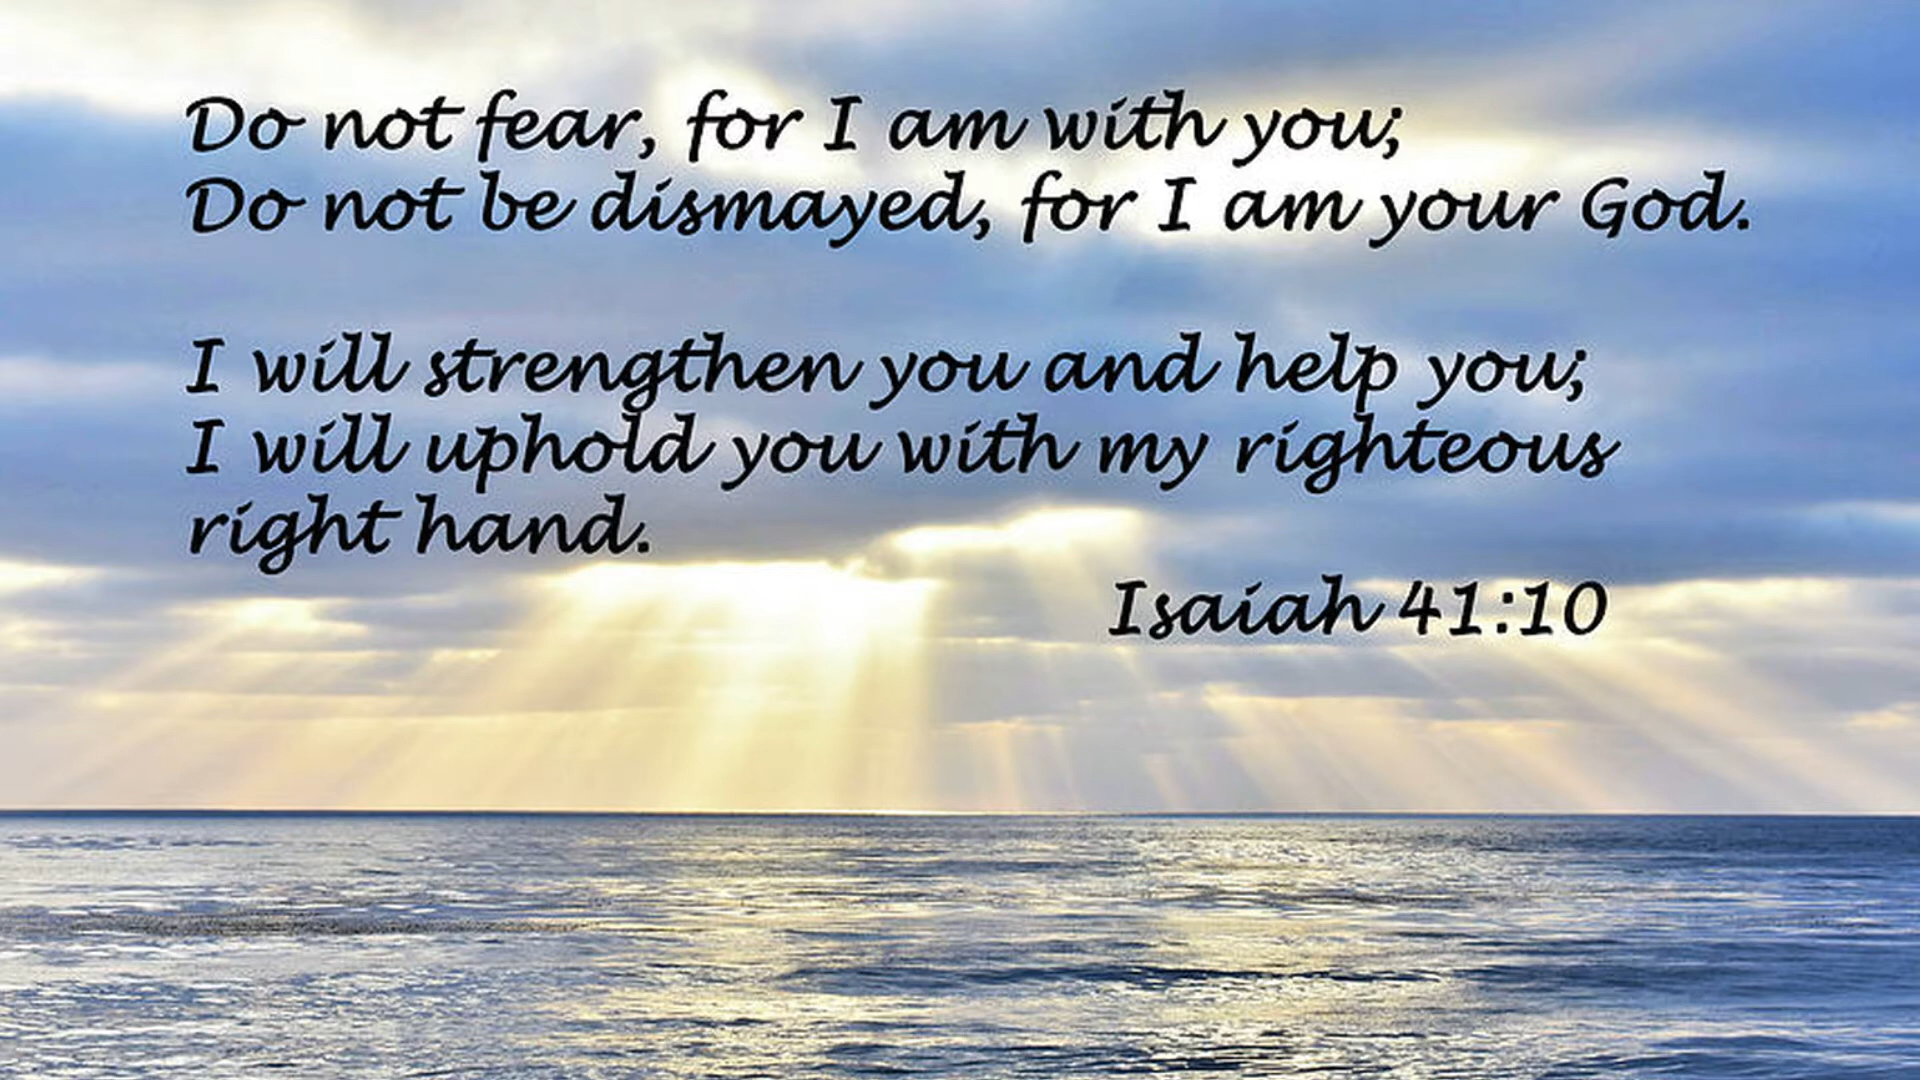 Do not fear, for I am with you;
Do not be dismayed, for I am your God.
I will strengthen you and help you;
I will uphold you with my righteous
right hand.
Isaiah 41:10